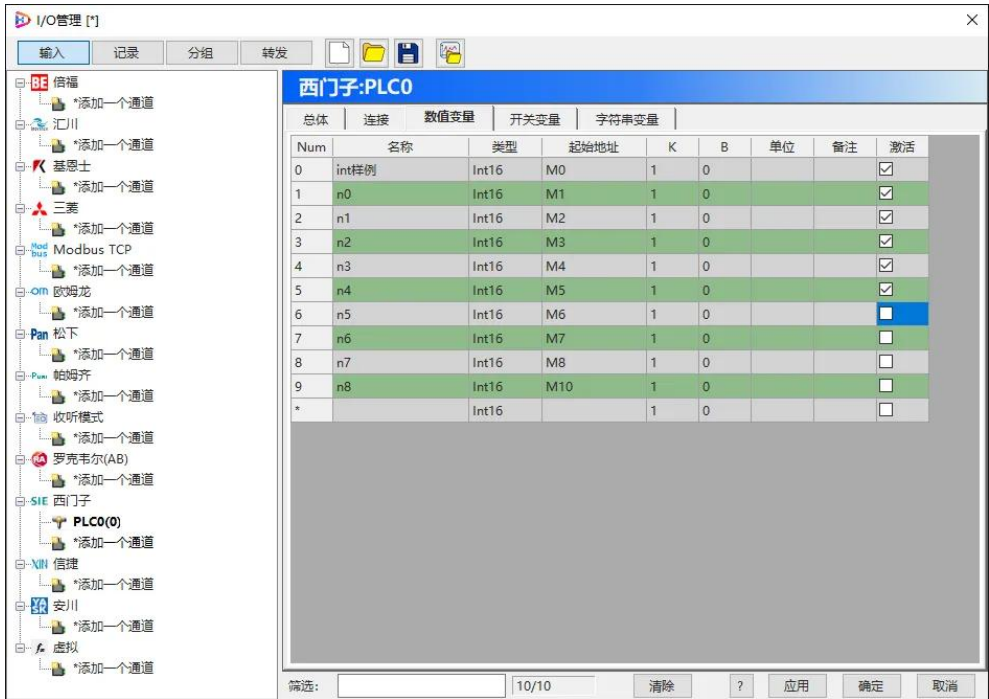 I/O管理 [*]
输入 记录 分组 转发
BE 倍福
*添加一个通道
汇川
*添加一个通道
基恩士
*添加一个通道
三菱
*添加一个通道
Mod bus Modbus TCP
*添加一个通道
om 欧姆龙
*添加一个通道
Pan 松下
*添加一个通道
帕姆齐
*添加一个通道
收听模式
*添加一个通道
RA 罗克韦尔(AB)
*添加一个通道
SIE 西门子
PLC0(0)
*添加一个通道
XIN 信捷
*添加一个通道
YA SK 安川
*添加一个通道
虚拟
*添加一个通道
西门子:PLC0
总体 连接 数值变量 开关变量 字符串变量
Num 名称 类型 起始地址 K B 单位 备注 激活
0 int样例 Int16 M0 1 0
1 n0 Int16 M1 1 0
2 n1 Int16 M2 1 0
3 n2 Int16 M3 1 0
4 n3 Int16 M4 1 0
5 n4 Int16 M5 1 0
6 n5 Int16 M6 1 0
7 n6 Int16 M7 1 0
8 n7 Int16 M8 1 0
9 n8 Int16 M10 1 0
* Int16 1 0
筛选: 10/10 清除 ? 应用 确定 取消